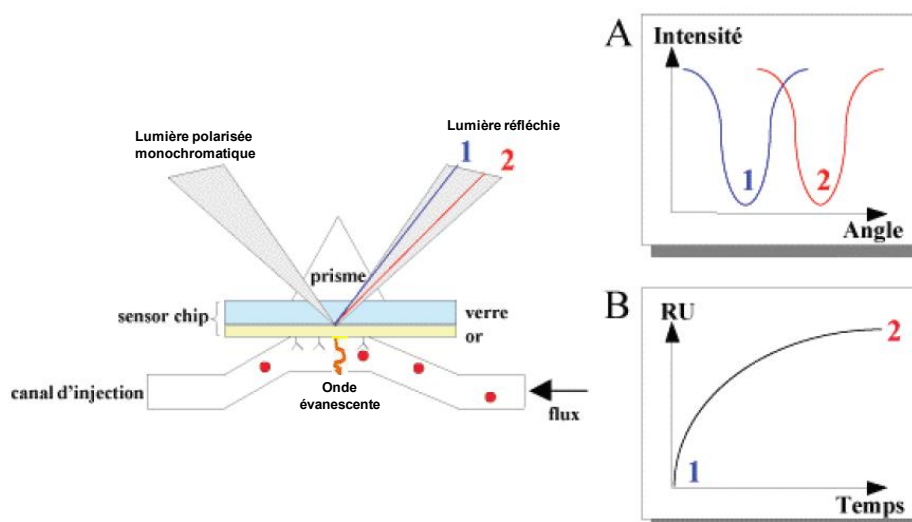 Lumière polarisée
monochromatique
Lumière réfléchie
1
2
prisme
sensor chip
verre
or
canal d'injection
Onde
évanescente
flux
A
Intensité
1
2
Angle
B
RU
2
1
Temps